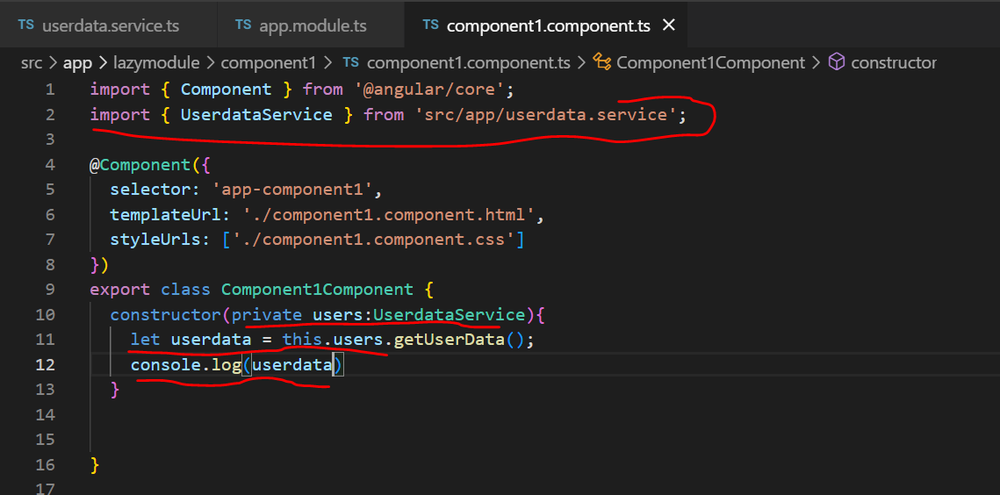 TS userdata.service.ts TS app.module.ts TS component1.component.ts ×
src > app > lazymodule > component1 > TS component1.component.ts > Component1Component > constructor
1 import { Component } from '@angular/core';
2 import { UserdataService } from 'src/app/userdata.service';
3
4 @Component({
5 selector: 'app-component1',
6 templateUrl: './component1.component.html',
7 styleUrls: ['./component1.component.css']
8 })
9 export class Component1Component {
10 constructor(private users:UserdataService){
11 let userdata = this.users.getUserData();
12 console.log(userdata)
13 }
14
15
16 }
17